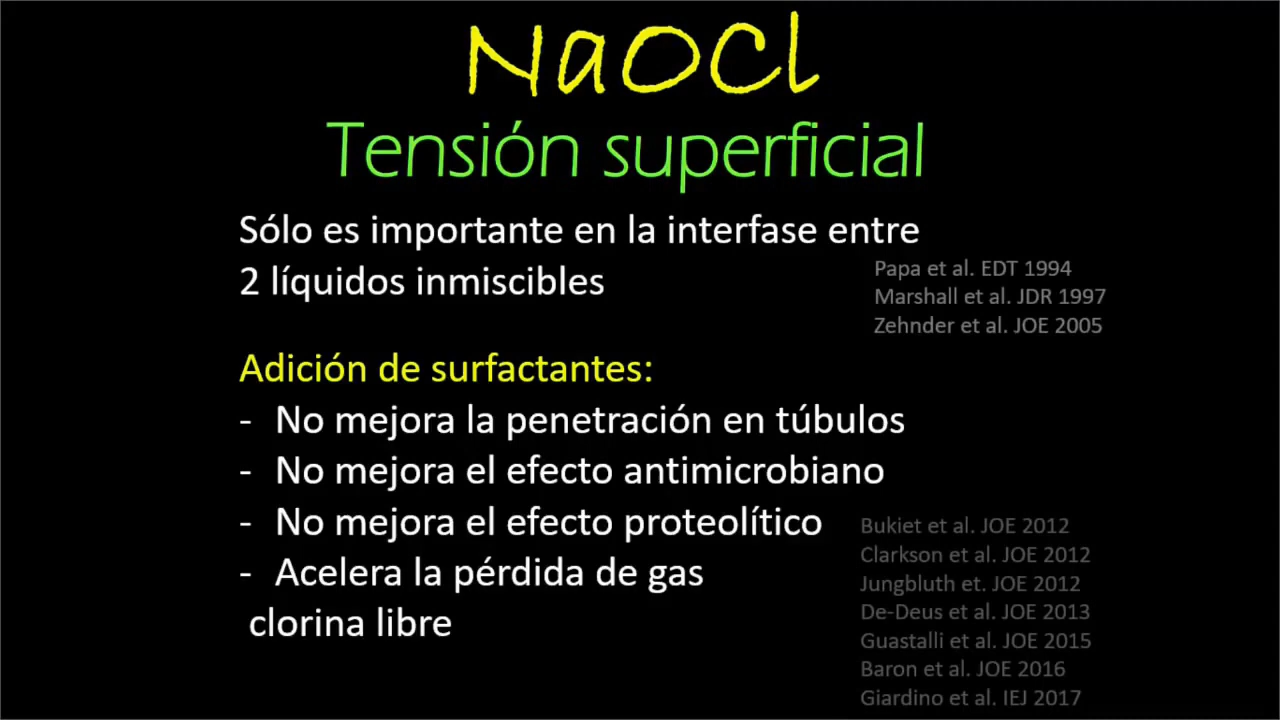 NaOCl
Tensión superficial
Sólo es importante en la interfase entre
2 líquidos inmiscibles
Papa et al. EDT 1994
Marshall et al. JDR 1997
Zehnder et al. JOE 2005
Adición de surfactantes:
- No mejora la penetración en túbulos
- No mejora el efecto antimicrobiano
- No mejora el efecto proteolítico
- Acelera la pérdida de gas
clorina libre
Bukiet et al. JOE 2012
Clarkson et al. JOE 2012
Jungbluth et. JOE 2012
De-Deus et al. JOE 2013
Guastalli et al. JOE 2015
Baron et al. JOE 2016
Giardino et al. IEJ 2017